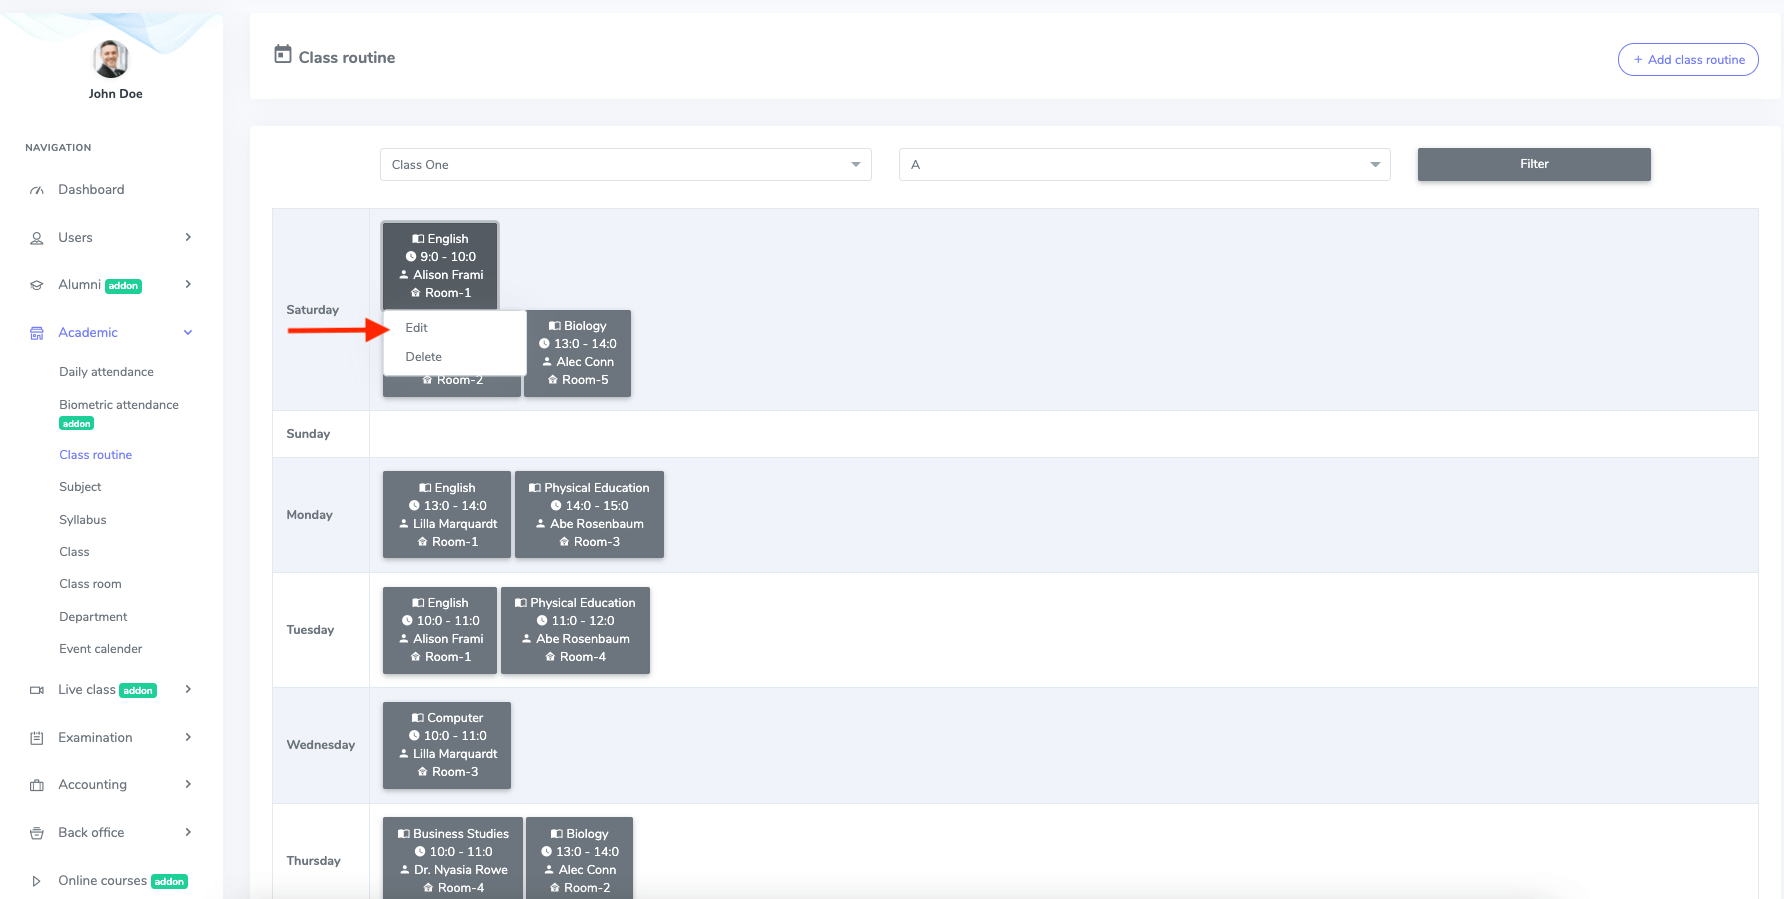 John Doe
NAVIGATION
Dashboard
Users
Alumni addon
Academic
Daily attendance
Biometric attendance
addon
Class routine
Subject
Syllabus
Class
Class room
Department
Event calender
Live class addon
Examination
Accounting
Back office
Online courses addon
Class routine
+ Add class routine
Class One
A
Filter
Saturday
English
9:0 - 10:0
Alison Frami
Room-1
Edit
Delete
Room-2
Biology
13:0 - 14:0
Alec Conn
Room-5
Sunday
Monday
English
13:0 - 14:0
Lilla Marquardt
Room-1
Physical Education
14:0 - 15:0
Abe Rosenbaum
Room-3
Tuesday
English
10:0 - 11:0
Alison Frami
Room-1
Physical Education
11:0 - 12:0
Abe Rosenbaum
Room-4
Wednesday
Computer
10:0 - 11:0
Lilla Marquardt
Room-3
Thursday
Business Studies
10:0 - 11:0
Dr. Nyasia Rowe
Room-4
Biology
13:0 - 14:0
Alec Conn
Room-2